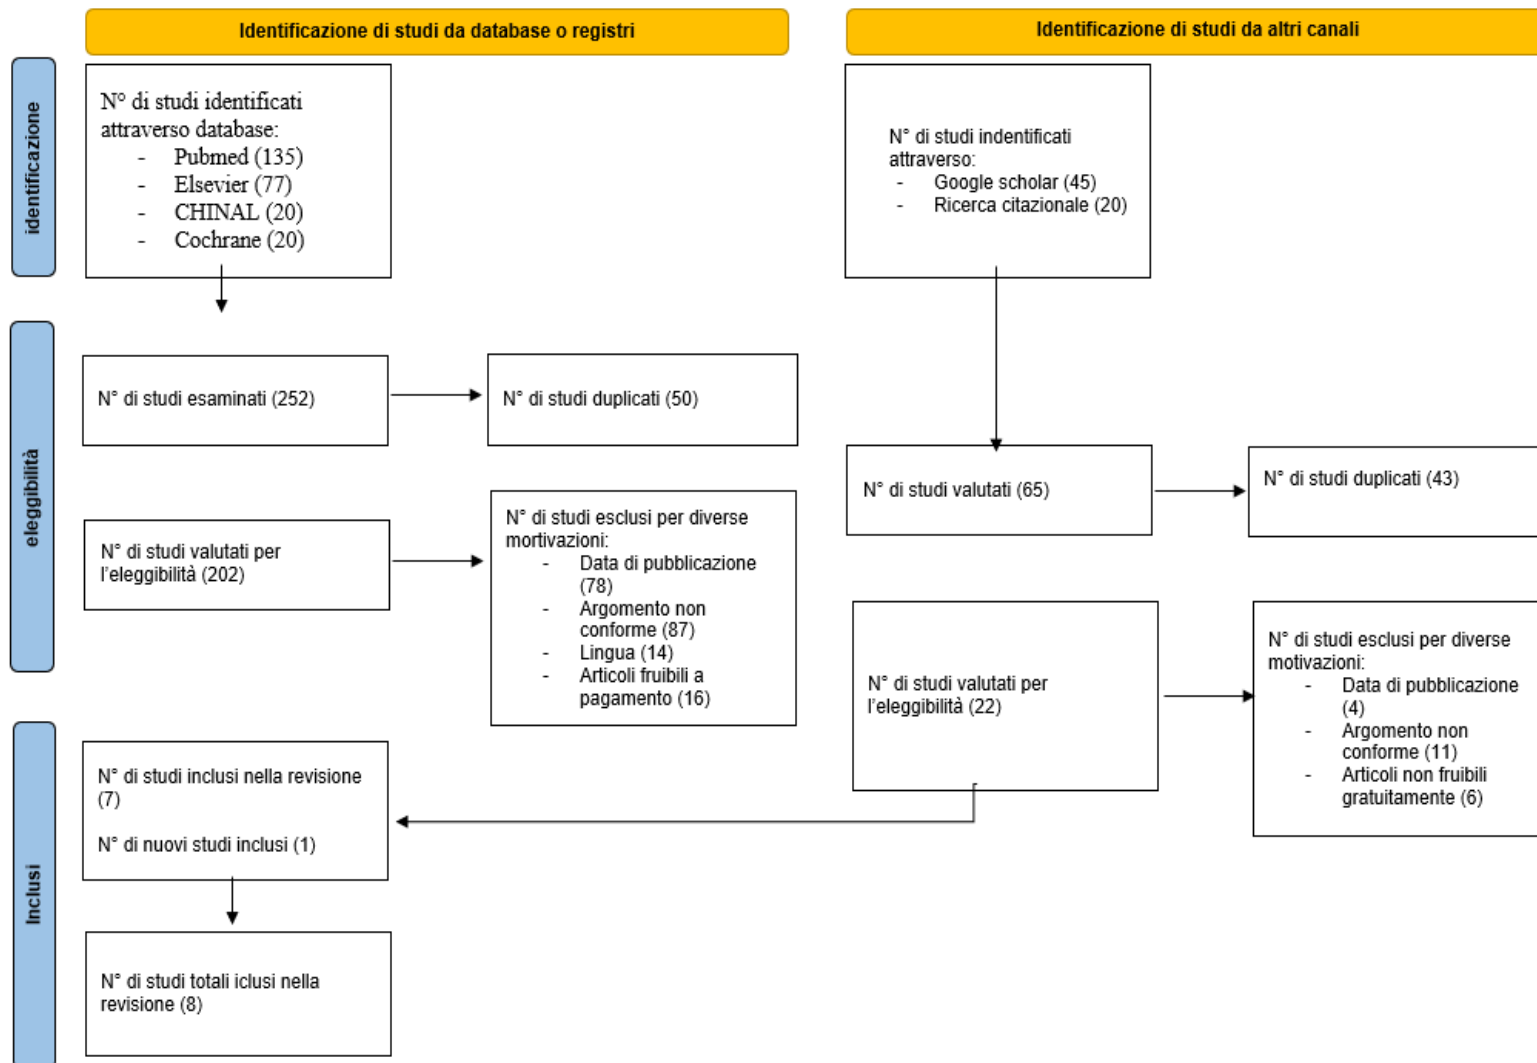 Identificazione di studi da database o registri
Identificazione di studi da altri canali
identificazione
N° di studi identificati
attraverso database:
- Pubmed (135)
- Elsevier (77)
- CHINAL (20)
- Cochrane (20)
N° di studi indentificati
attraverso:
- Google scholar (45)
- Ricerca citazionale (20)
eleggibilità
N° di studi esaminati (252)
N° di studi duplicati (50)
N° di studi valutati (65)
N° di studi duplicati (43)
N° di studi valutati per
l'eleggibilità (202)
N° di studi esclusi per diverse
mortivazioni:
- Data di pubblicazione
(78)
- Argomento non
conforme (87)
- Lingua (14)
- Articoli fruibili a
pagamento (16)
N° di studi valutati per
l'eleggibilità (22)
N° di studi esclusi per diverse
motivazioni:
- Data di pubblicazione
(4)
- Argomento non
conforme (11)
- Articoli non fruibili
gratuitamente (6)
Inclusi
N° di studi inclusi nella revisione
(7)
N° di nuovi studi inclusi (1)
N° di studi totali iclusi nella
revisione (8)